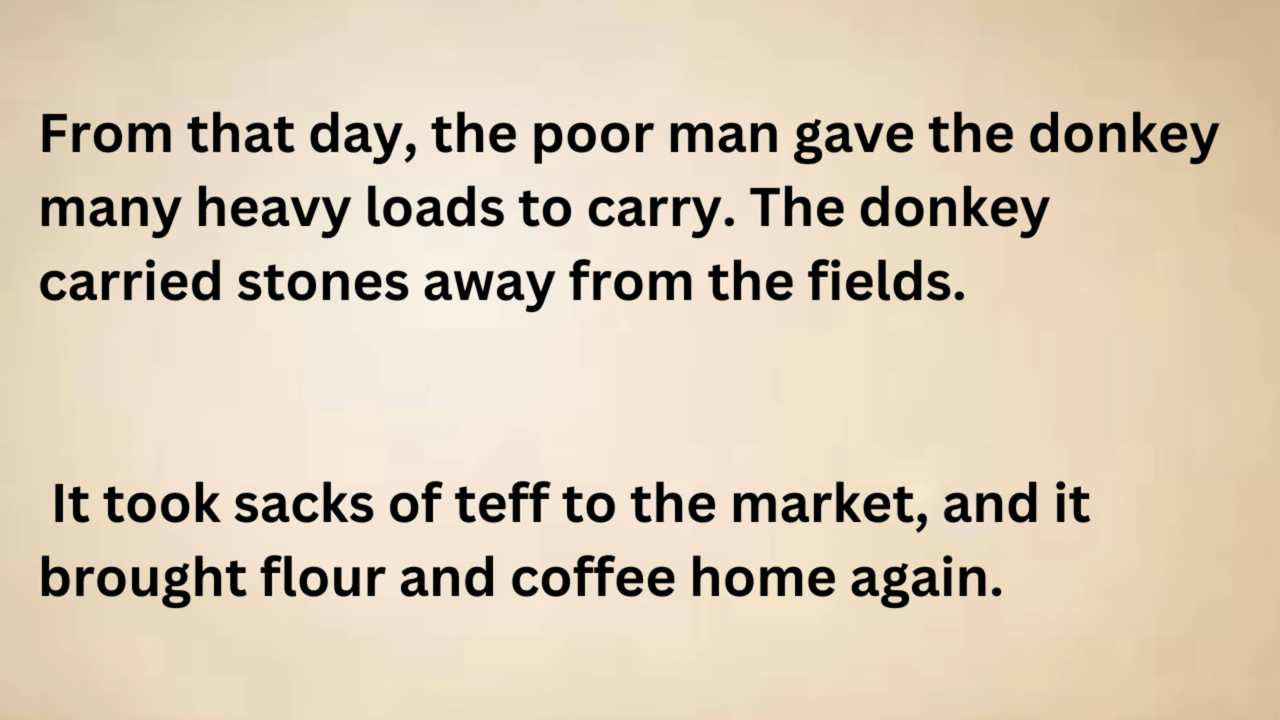 From that day, the poor man gave the donkey
many heavy loads to carry. The donkey
carried stones away from the fields.
It took sacks of teff to the market, and it
brought flour and coffee home again.